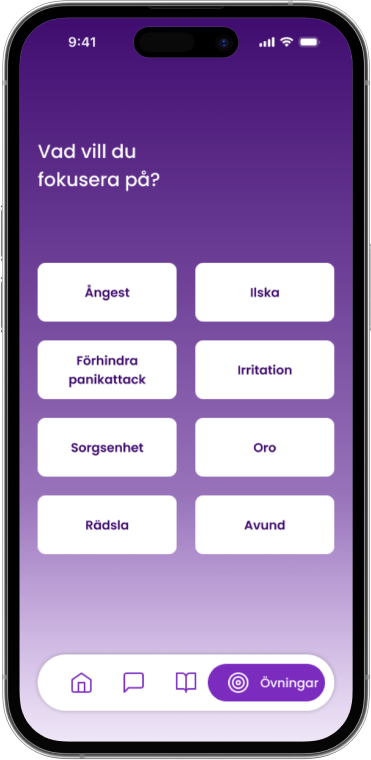 9:41
Vad vill du
fokusera på?
Ångest
Ilska
Förhindra
panikattack
Irritation
Sorgsenhet
Oro
Rädsla
Avund
Övningar